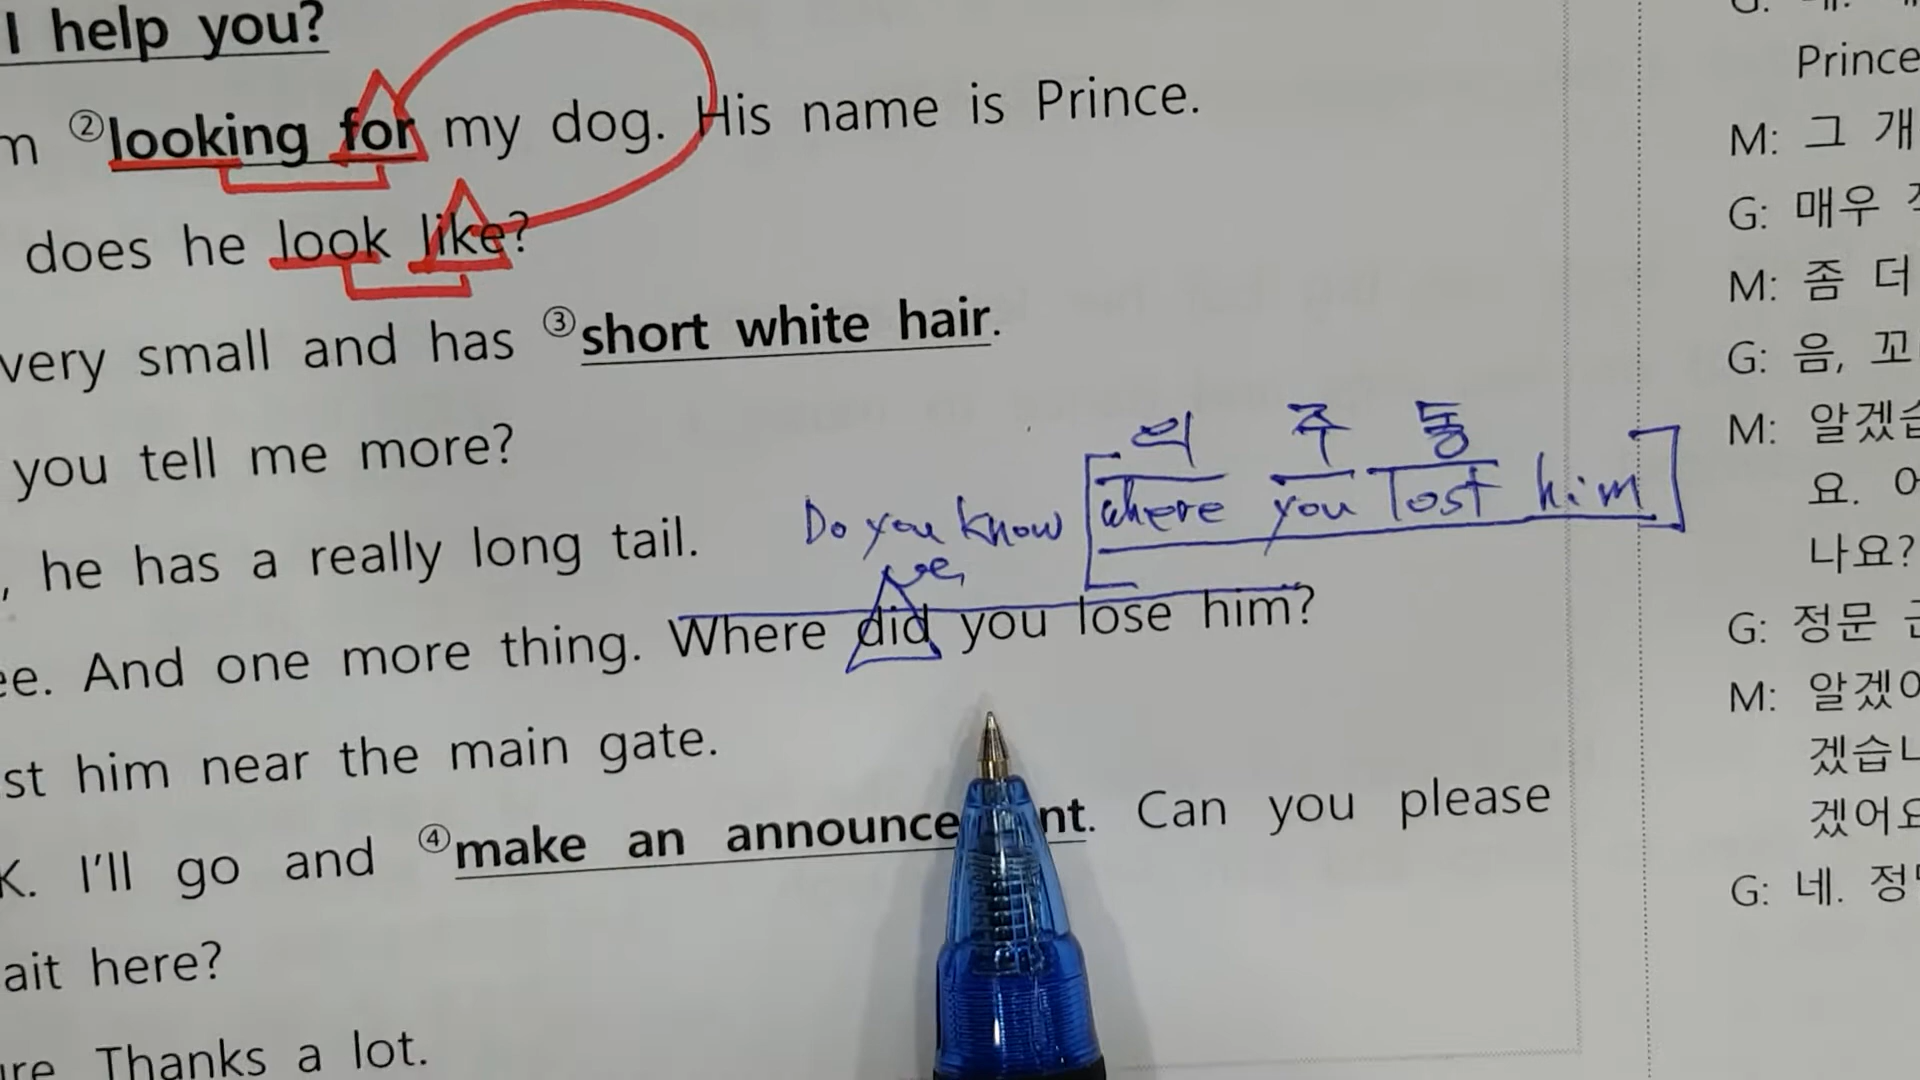 I help you?
m ②looking for my dog. His name is Prince.
does he look like?
very small and has ③short white hair.
you tell me more?
의 주 동
, he has a really long tail.
Do you know [where you lost him]
ee. And one more thing. Where did you lose him?
st him near the main gate.
K. I'll go and ④make an announce nt. Can you please
ait here?
ure Thanks a lot.
Prince
M: 그 개
G: 매우
M: 좀 더
G: 음, 꼬
M: 알겠습
요. 어
나요?
G: 정문 근
M: 알겠어
겠습니
겠어요
G: 네. 정